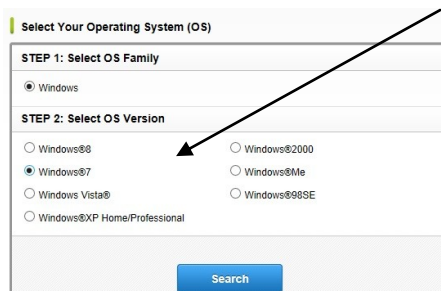 Select Your Operating System (OS)
STEP 1: Select OS Family
Windows
STEP 2: Select OS Version
Windows®8
Windows®2000
Windows®7
Windows®Me
Windows Vista®
Windows®98SE
Windows®XP Home/Professional
Search